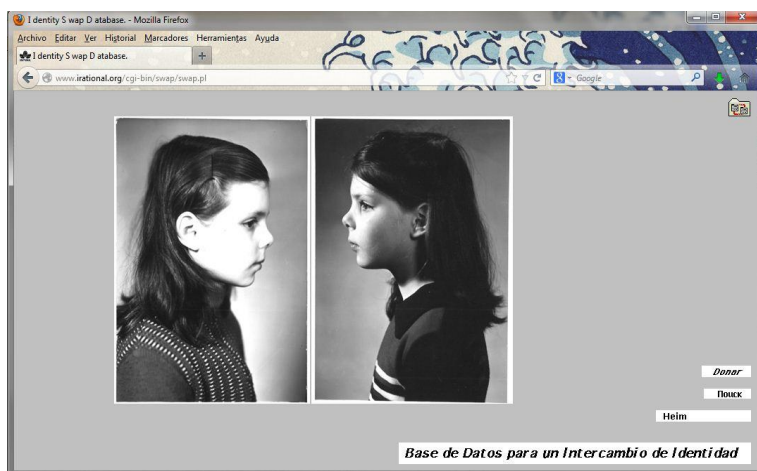 I dentity S wap D atabase. - Mozilla Firefox
Archivo Editar Ver Historial Marcadores Herramientas Ayuda
I dentity S wap D atabase. +
www.irational.org/cgi-bin/swap/swap.pl Google
Donar
Поиск
Heim
Base de Datos para un Intercambio de Identidad